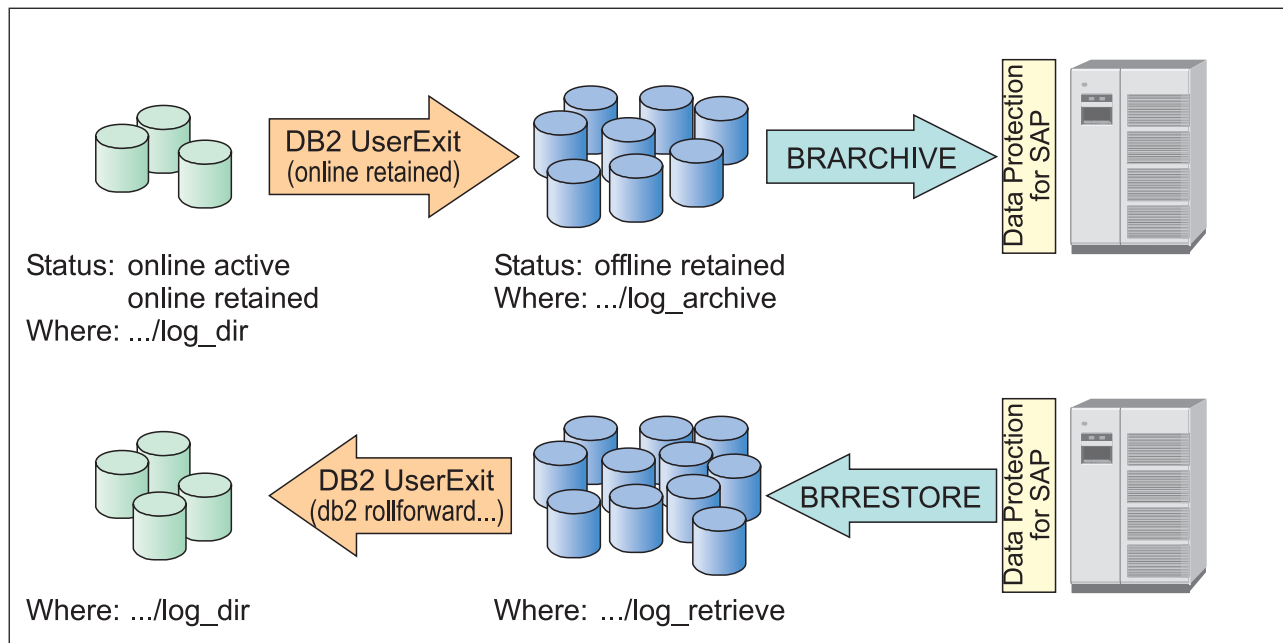 DB2 UserExit
(online retained)
BRARCHIVE
Data Protection
for SAP
Status: online active
online retained
Where: .../log_dir
Status: offline retained
Where: .../log_archive
DB2 UserExit
(db2 rollforward...)
BRRESTORE
Data Protection
for SAP
Where: .../log_dir
Where: .../log_retrieve